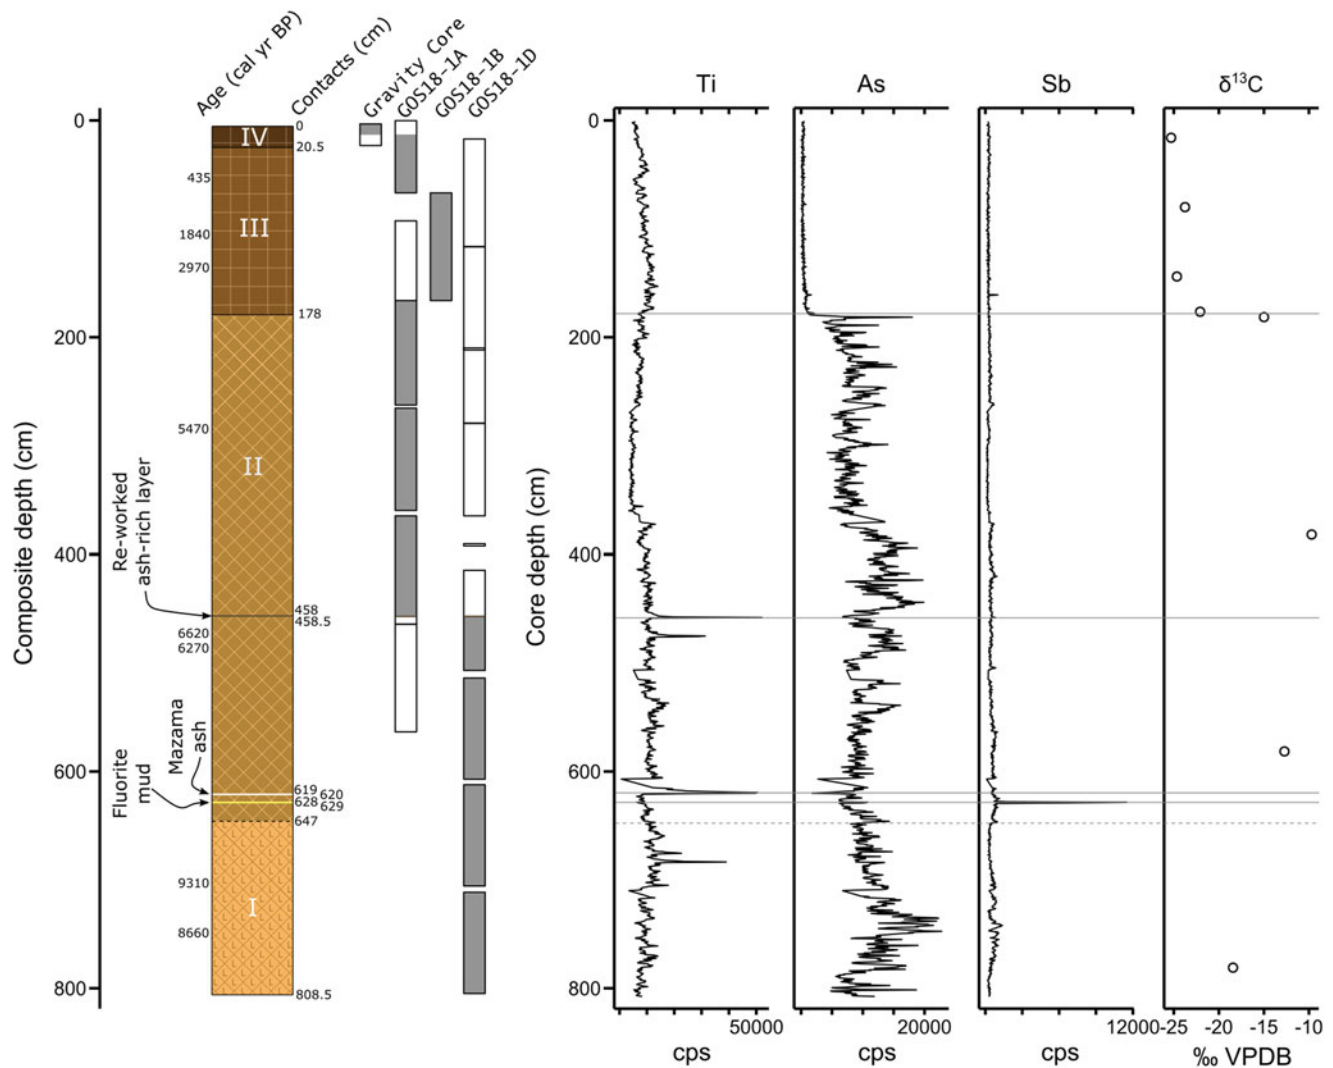 Age (cal yr BP)
Contacts (cm)
Gravity Core
GOS18-1A
GOS18-1B
GOS18-1D
Ti
As
Sb
δ13C
0
200
400
600
800
Composite depth (cm)
IV
III
II
I
435
1840
2970
5470
6620
6270
9310
8660
0
20.5
178
458
458.5
619 620
628 629
647
808.5
Re-worked
ash-rich layer
Mazama
ash
Fluorite
mud
Core depth (cm)
0
200
400
600
800
50000
20000
12000
-25
-20
-15
-10
cps
cps
cps
‰ VPDB